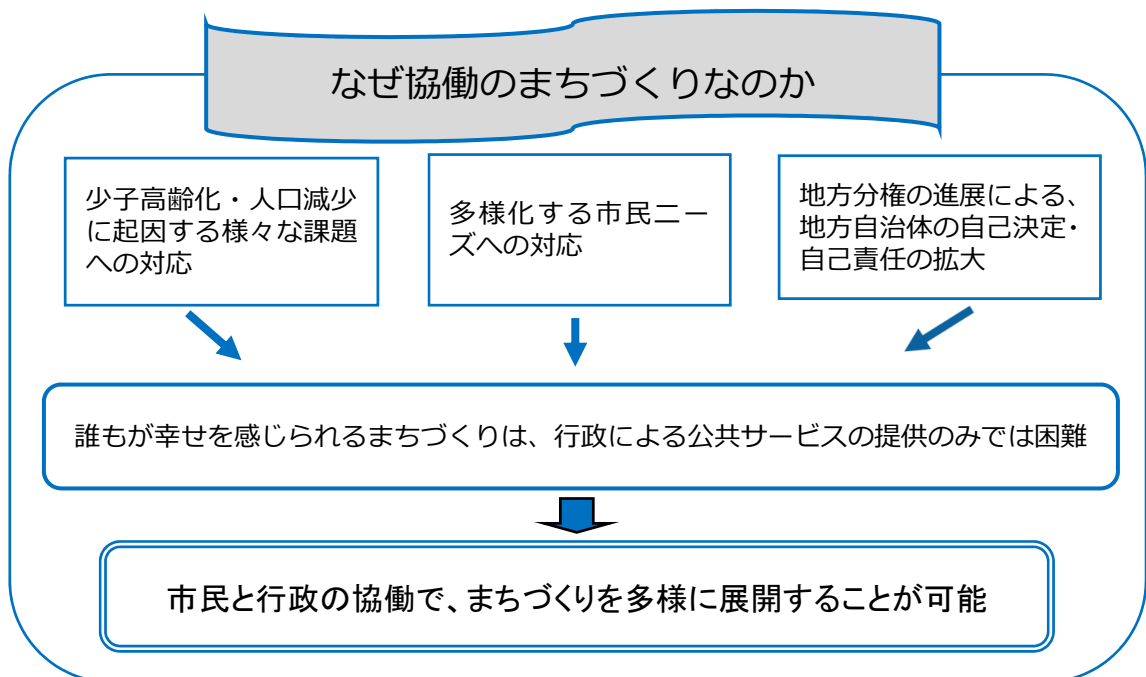 なぜ協働のまちづくりなのか
少子高齢化・人口減少
に起因する様々な課題
への対応
多様化する市民ニー
ズへの対応
地方分権の進展による、
地方自治体の自己決定・
自己責任の拡大
誰もが幸せを感じられるまちづくりは、行政による公共サービスの提供のみでは困難
市民と行政の協働で、まちづくりを多様に展開することが可能